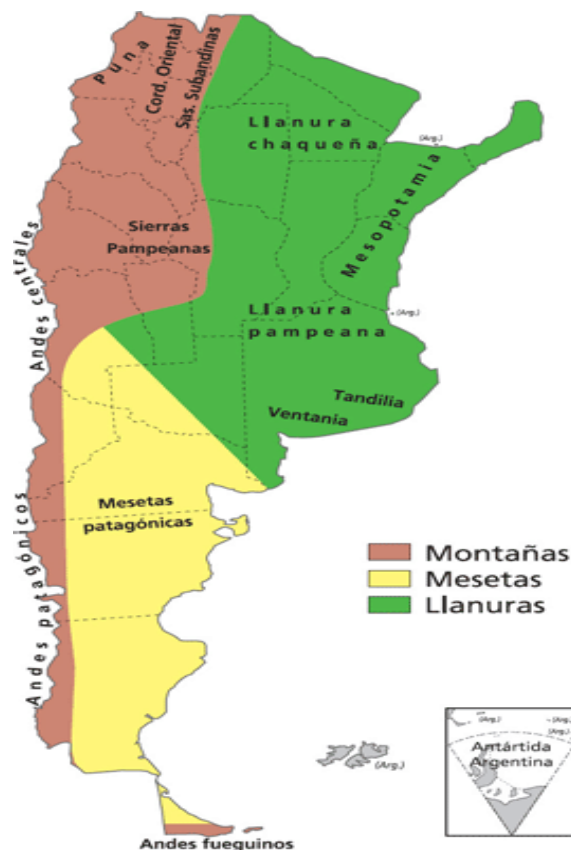 Puna
Cord. Oriental
Sas. Subandinas
Llanura
chaqueña
(Arg.)
Mesopotamia
Sierras
Pampeanas
Andes centrales
Llanura
pampeana
(Arg.)
Tandilia
Ventania
Mesetas
patagónicas
Andes patagónicos
Montañas
Mesetas
Llanuras
(Arg.)
(Arg.)
(Arg.)
(Arg.)
Antártida
Argentina
Andes fueguinos